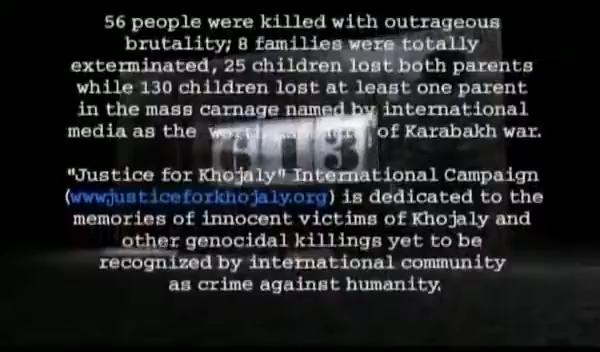 56 people were killed with outrageous
brutality; 8 families were totally
exterminated, 25 children lost both parents
while 130 children lost at least one parent
in the mass carnage named by international
media as the of Karabakh war.
613
"Justice for Khojaly" International Campaign
(www.justiceforkhojaly.org) is dedicated to the
memories of innocent victims of Khojaly and
other genocidal killings yet to be
recognized by international community
as crime against humanity.